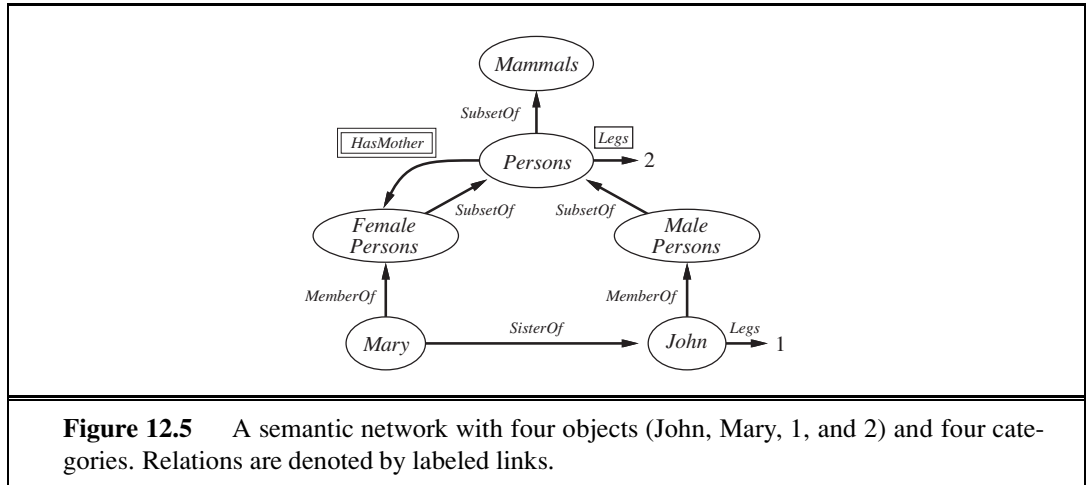 Mammals
SubsetOf
HasMother
Legs
Persons
2
SubsetOf
SubsetOf
Female
Persons
Male
Persons
MemberOf
MemberOf
Mary
SisterOf
John
Legs
1
Figure 12.5 A semantic network with four objects (John, Mary, 1, and 2) and four cate-
gories. Relations are denoted by labeled links.